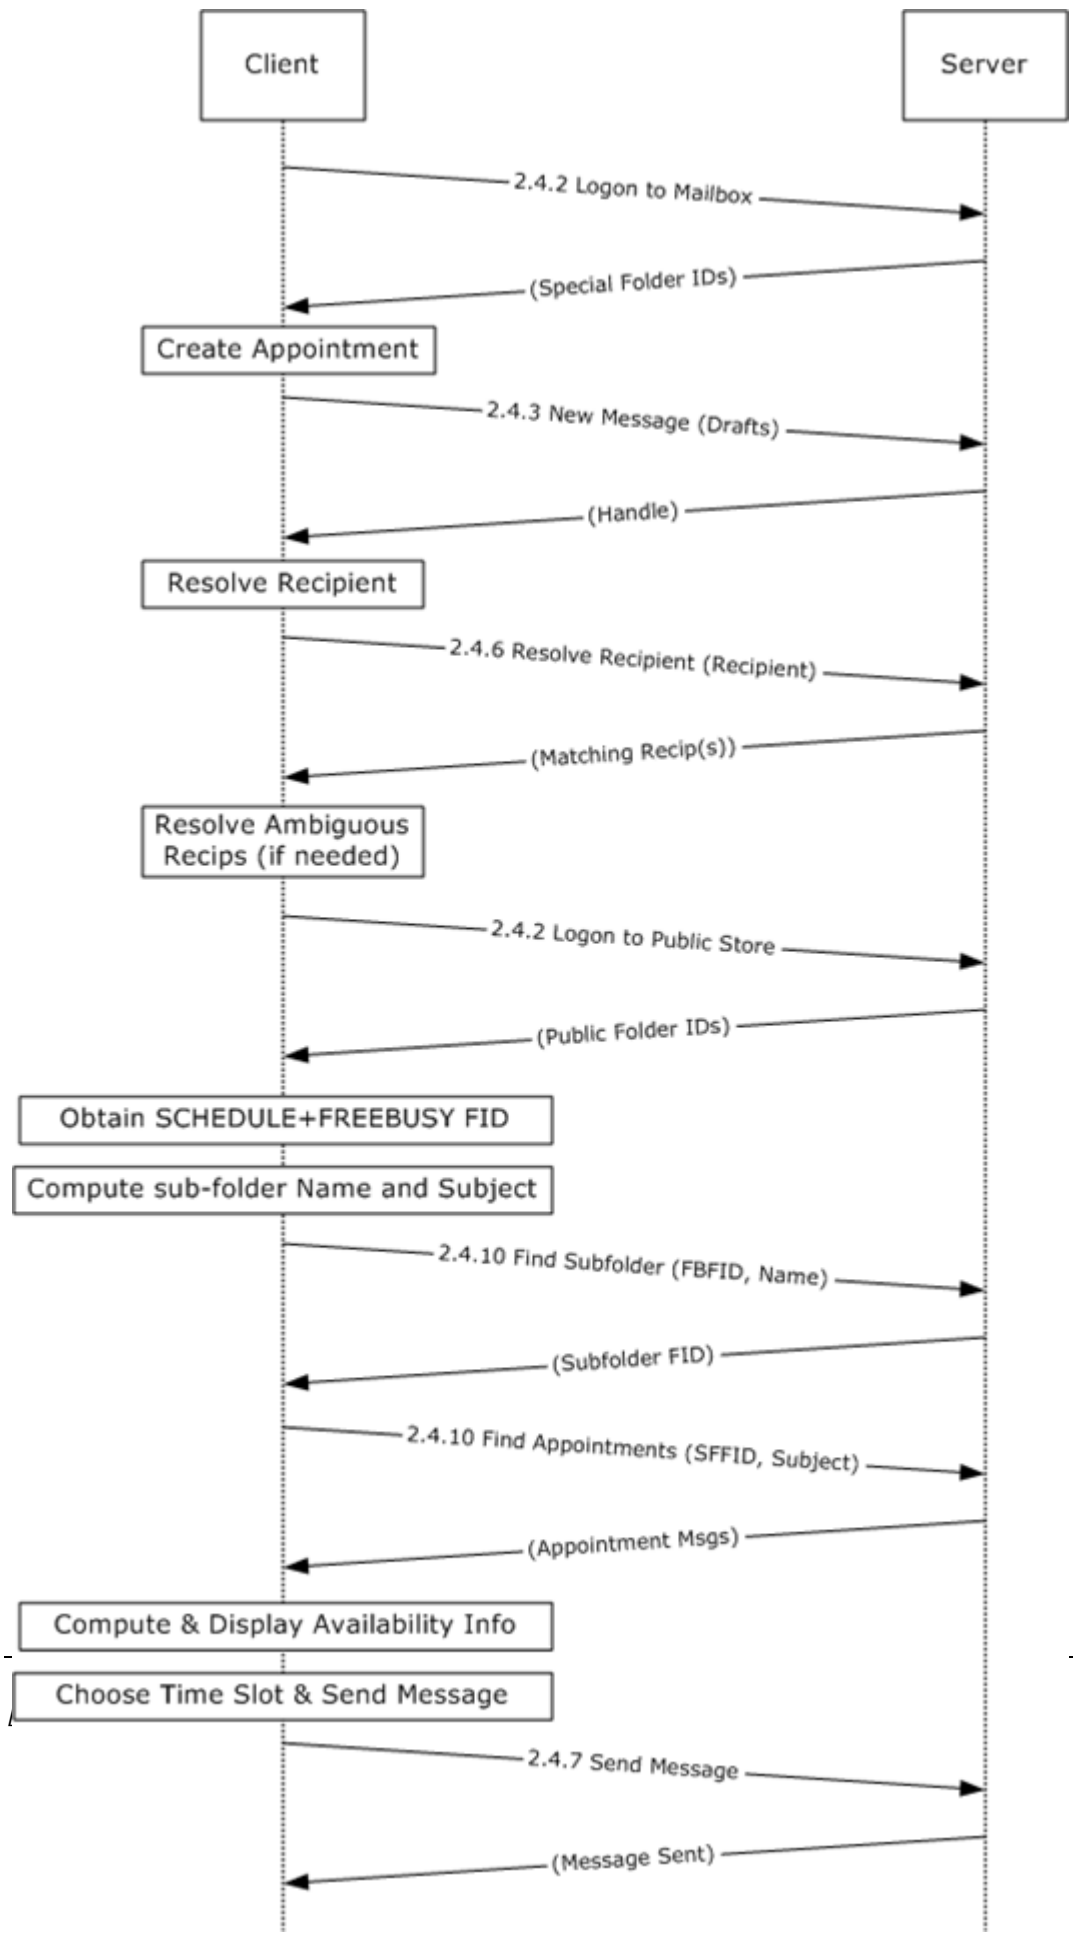 Client
Server
2.4.2 Logon to Mailbox
(Special Folder IDs)
Create Appointment
2.4.3 New Message (Drafts)
(Handle)
Resolve Recipient
2.4.6 Resolve Recipient (Recipient)
(Matching Recip(s))
Resolve Ambiguous
Recips (if needed)
2.4.2 Logon to Public Store
(Public Folder IDs)
Obtain SCHEDULE+FREEBUSY FID
Compute sub-folder Name and Subject
2.4.10 Find Subfolder (FBFID, Name)
(Subfolder FID)
2.4.10 Find Appointments (SFFID, Subject)
(Appointment Msgs)
Compute & Display Availability Info
Choose Time Slot & Send Message
2.4.7 Send Message
(Message Sent)